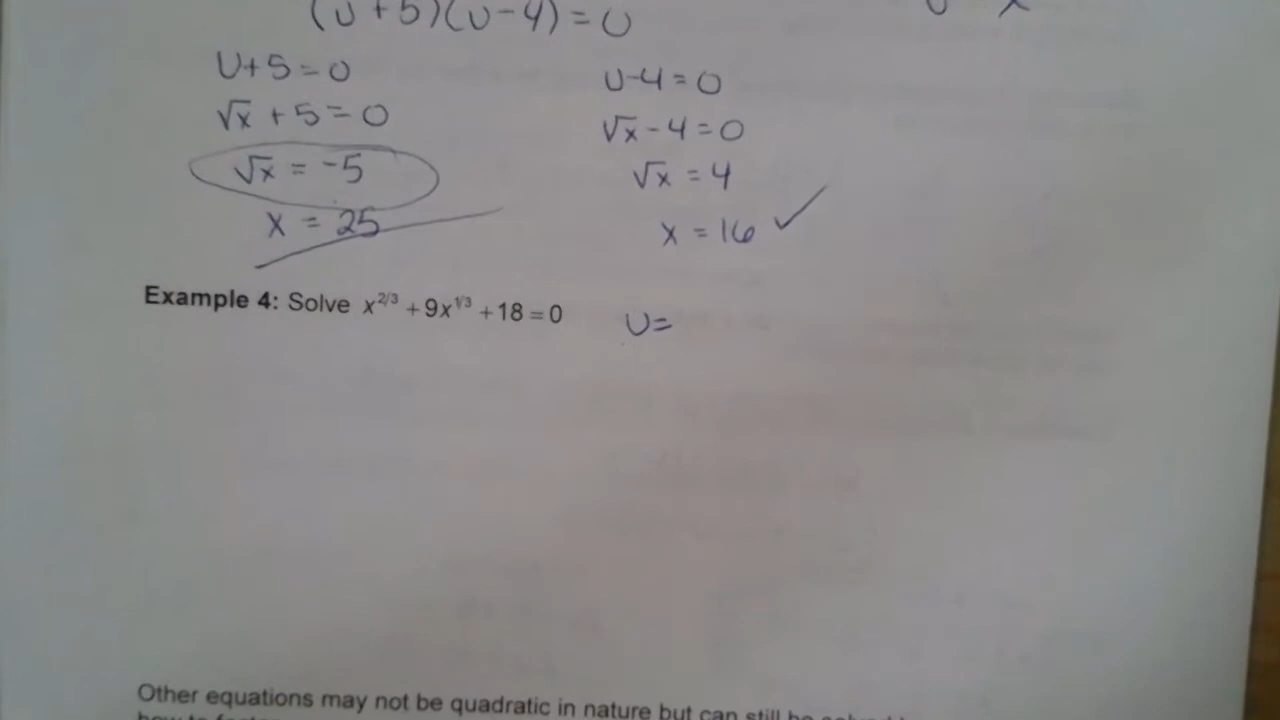 (U+5)(U-4)=0
U+5=0
U-4=0
√x +5=0
√x -4=0
√x = -5
√x = 4
x = 25
x = 16 ✓
Example 4: Solve x^{2/3} + 9x^{1/3} + 18 = 0 U=
Other equations may not be quadratic in nature but can still be